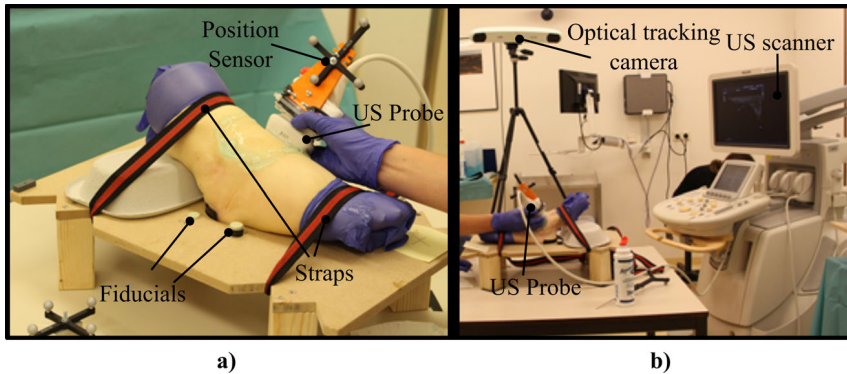 Position
Sensor
US Probe
Straps
Fiducials
a)
Optical tracking
camera
US scanner
US Probe
b)